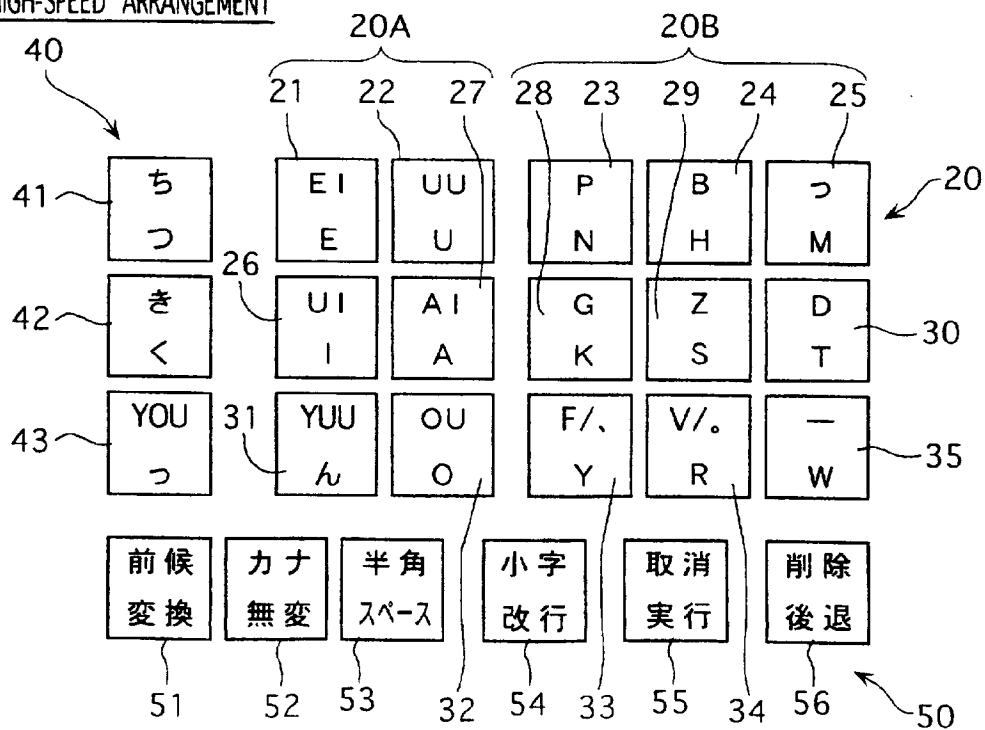 HIGH-SPEED ARRANGEMENT
20A 20B
40
21 22 27 28 23 29 24 25
ち EI UU P B っ 20
41
つ E U N H M
26
き UI AI G Z D
42 30
く I A K S T
YOU 31 YUU OU F/、 V/。 ー
43 35
っ ん O Y R W
前候 カナ 半角 小字 取消 削除
変換 無変 スペース 改行 実行 後退
51 52 53 32 54 33 55 34 56 50